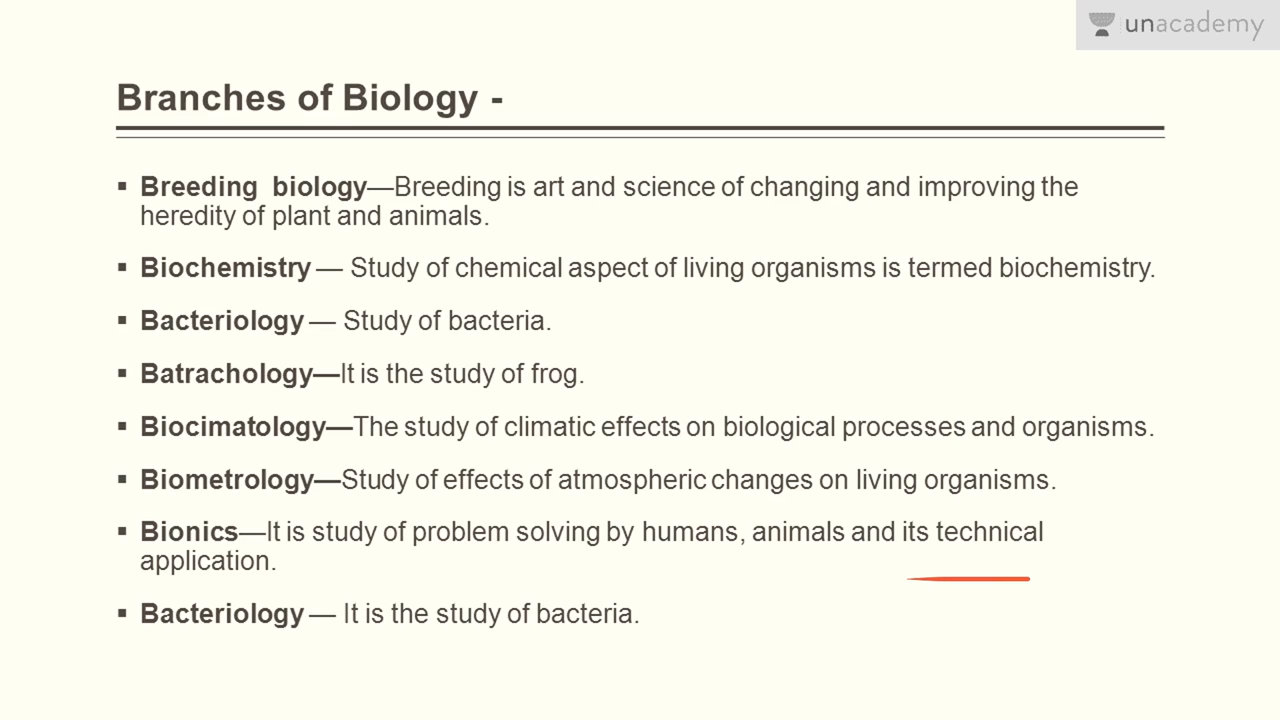 unacademy
Branches of Biology -
▪ Breeding biology—Breeding is art and science of changing and improving the
heredity of plant and animals.
▪ Biochemistry — Study of chemical aspect of living organisms is termed biochemistry.
▪ Bacteriology — Study of bacteria.
▪ Batrachology—It is the study of frog.
▪ Biocimatology—The study of climatic effects on biological processes and organisms.
▪ Biometrology—Study of effects of atmospheric changes on living organisms.
▪ Bionics—It is study of problem solving by humans, animals and its technical
application.
▪ Bacteriology — It is the study of bacteria.